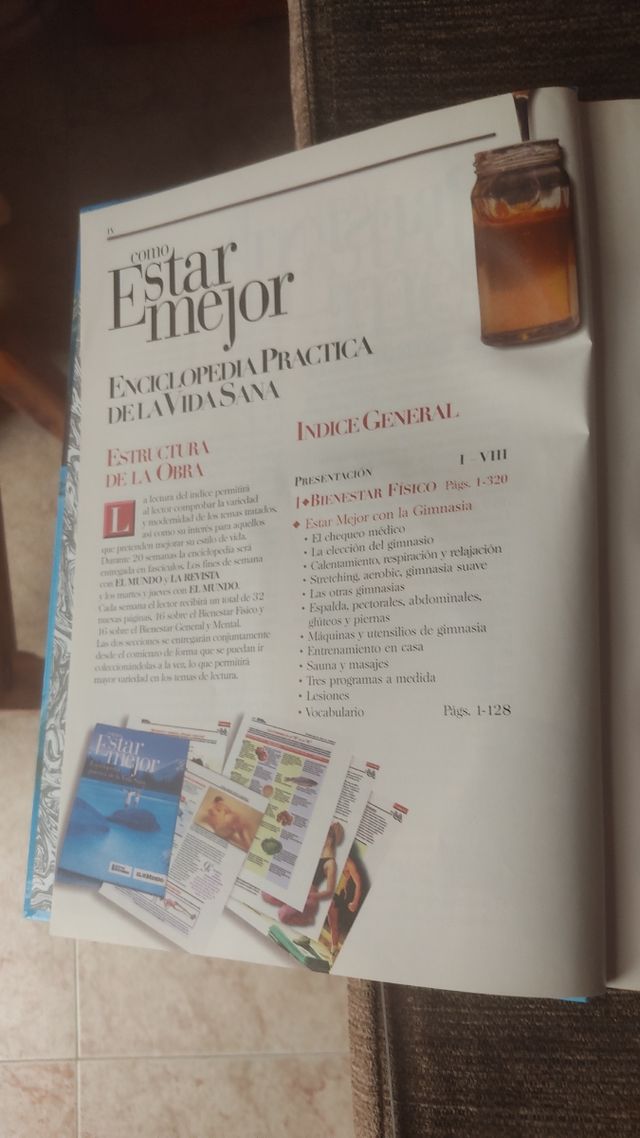 IV
como
Estar
mejor
ENCICLOPEDIA PRACTICA
DE LA VIDA SANA
ESTRUCTURA
DE LA OBRA
La lectura del índice permitirá
al lector comprobar la variedad
y modernidad de los temas tratados,
así como su interés para aquellos
que pretenden mejorar su estilo de vida.
Durante 20 semanas la enciclopedia será
entregada en fascículos. Los fines de semana
con EL MUNDO y LA REVISTA
y los martes y jueves con EL MUNDO.
Cada semana el lector recibirá un total de 32
nuevas páginas, 16 sobre el Bienestar Físico y
16 sobre el Bienestar General y Mental.
Las dos secciones se entregarán conjuntamente
desde el comienzo de forma que se puedan ir
coleccionándolas a la vez, lo que permitirá
mayor variedad en los temas de lectura.
INDICE GENERAL
PRESENTACIÓN I - VIII
1◆BIENESTAR FÍSICO Págs. 1-320
◆ Estar Mejor con la Gimnasia
• El chequeo médico
• La elección del gimnasio
• Calentamiento, respiración y relajación
• Stretching, aerobic, gimnasia suave
• Las otras gimnasias
• Espalda, pectorales, abdominales,
glúteos y piernas
• Máquinas y utensilios de gimnasia
• Entrenamiento en casa
• Sauna y masajes
• Tres programas a medida
• Lesiones
• Vocabulario Págs. 1-128
Estar
mejor
EL MUNDO